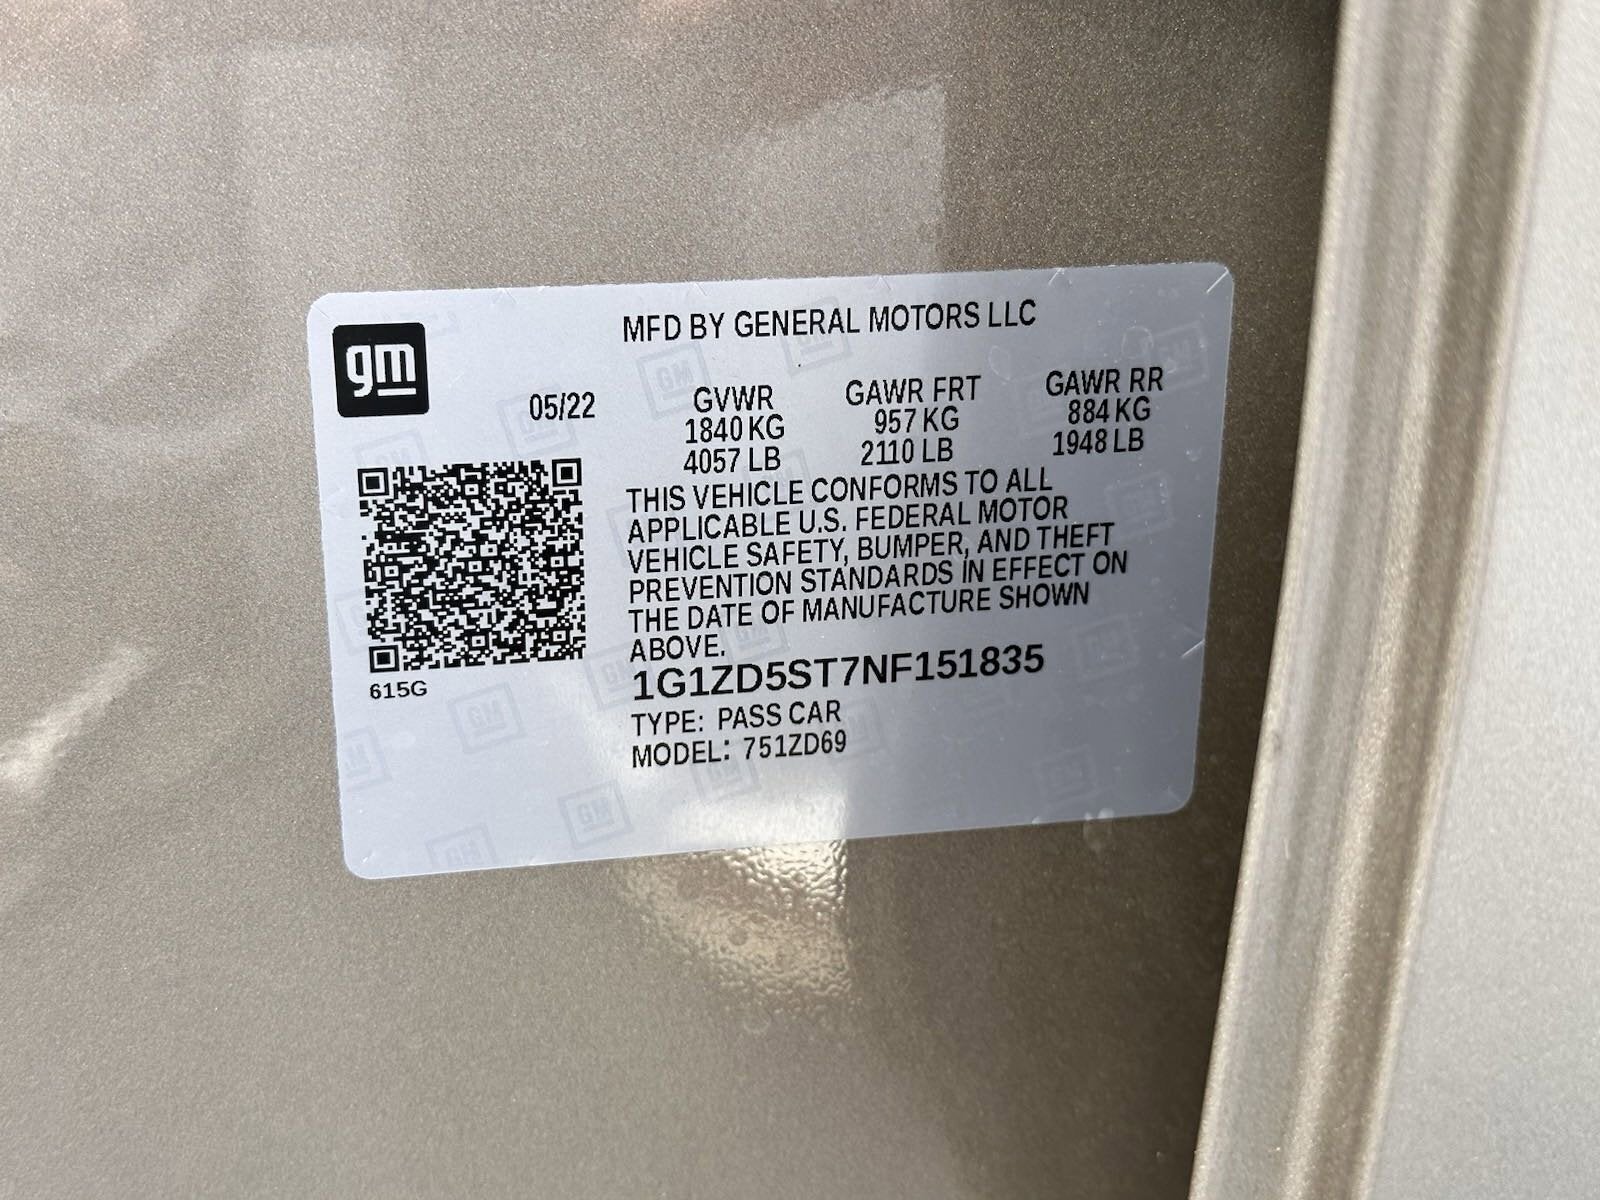 gm
MFD BY GENERAL MOTORS LLC
05/22
GVWR GAWR FRT GAWR RR
1840 KG 957 KG 884 KG
4057 LB 2110 LB 1948 LB
THIS VEHICLE CONFORMS TO ALL
APPLICABLE U.S. FEDERAL MOTOR
VEHICLE SAFETY, BUMPER, AND THEFT
PREVENTION STANDARDS IN EFFECT ON
THE DATE OF MANUFACTURE SHOWN
ABOVE.
1G1ZD5ST7NF151835
TYPE: PASS CAR
MODEL: 751ZD69
615G